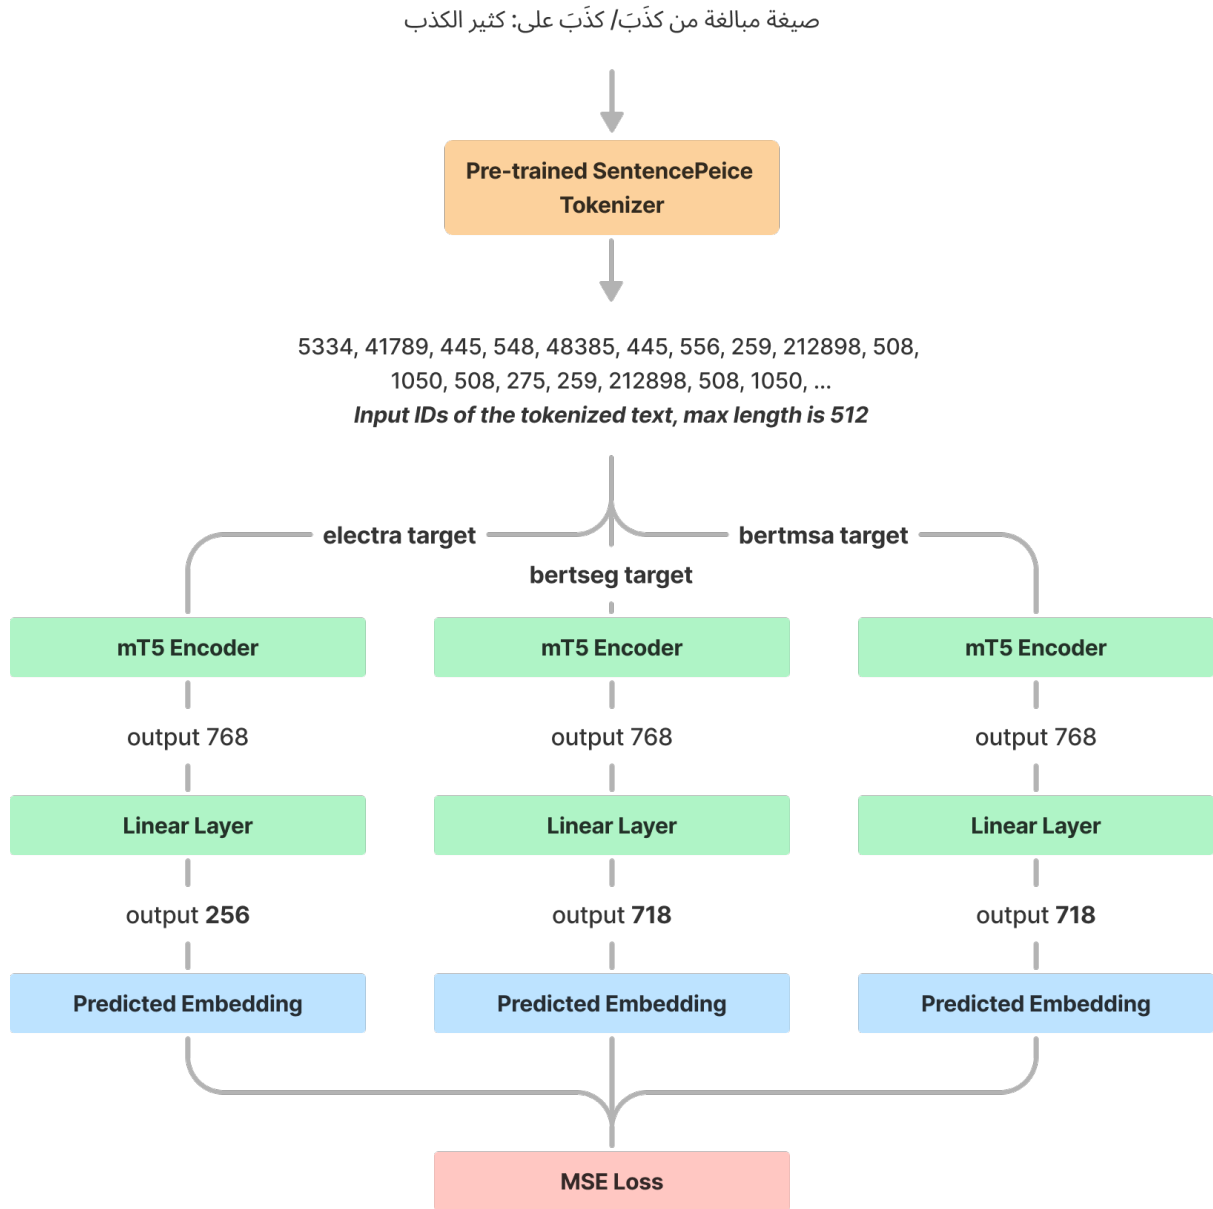 صيغة مبالغة من كذَبَ/ كذَبَ على: كثير الكذب
Pre-trained SentencePeice
Tokenizer
5334, 41789, 445, 548, 48385, 445, 556, 259, 212898, 508,
1050, 508, 275, 259, 212898, 508, 1050, ...
Input IDs of the tokenized text, max length is 512
electra target
bertseg target
bertmsa target
mT5 Encoder
mT5 Encoder
mT5 Encoder
output 768
output 768
output 768
Linear Layer
Linear Layer
Linear Layer
output 256
output 718
output 718
Predicted Embedding
Predicted Embedding
Predicted Embedding
MSE Loss